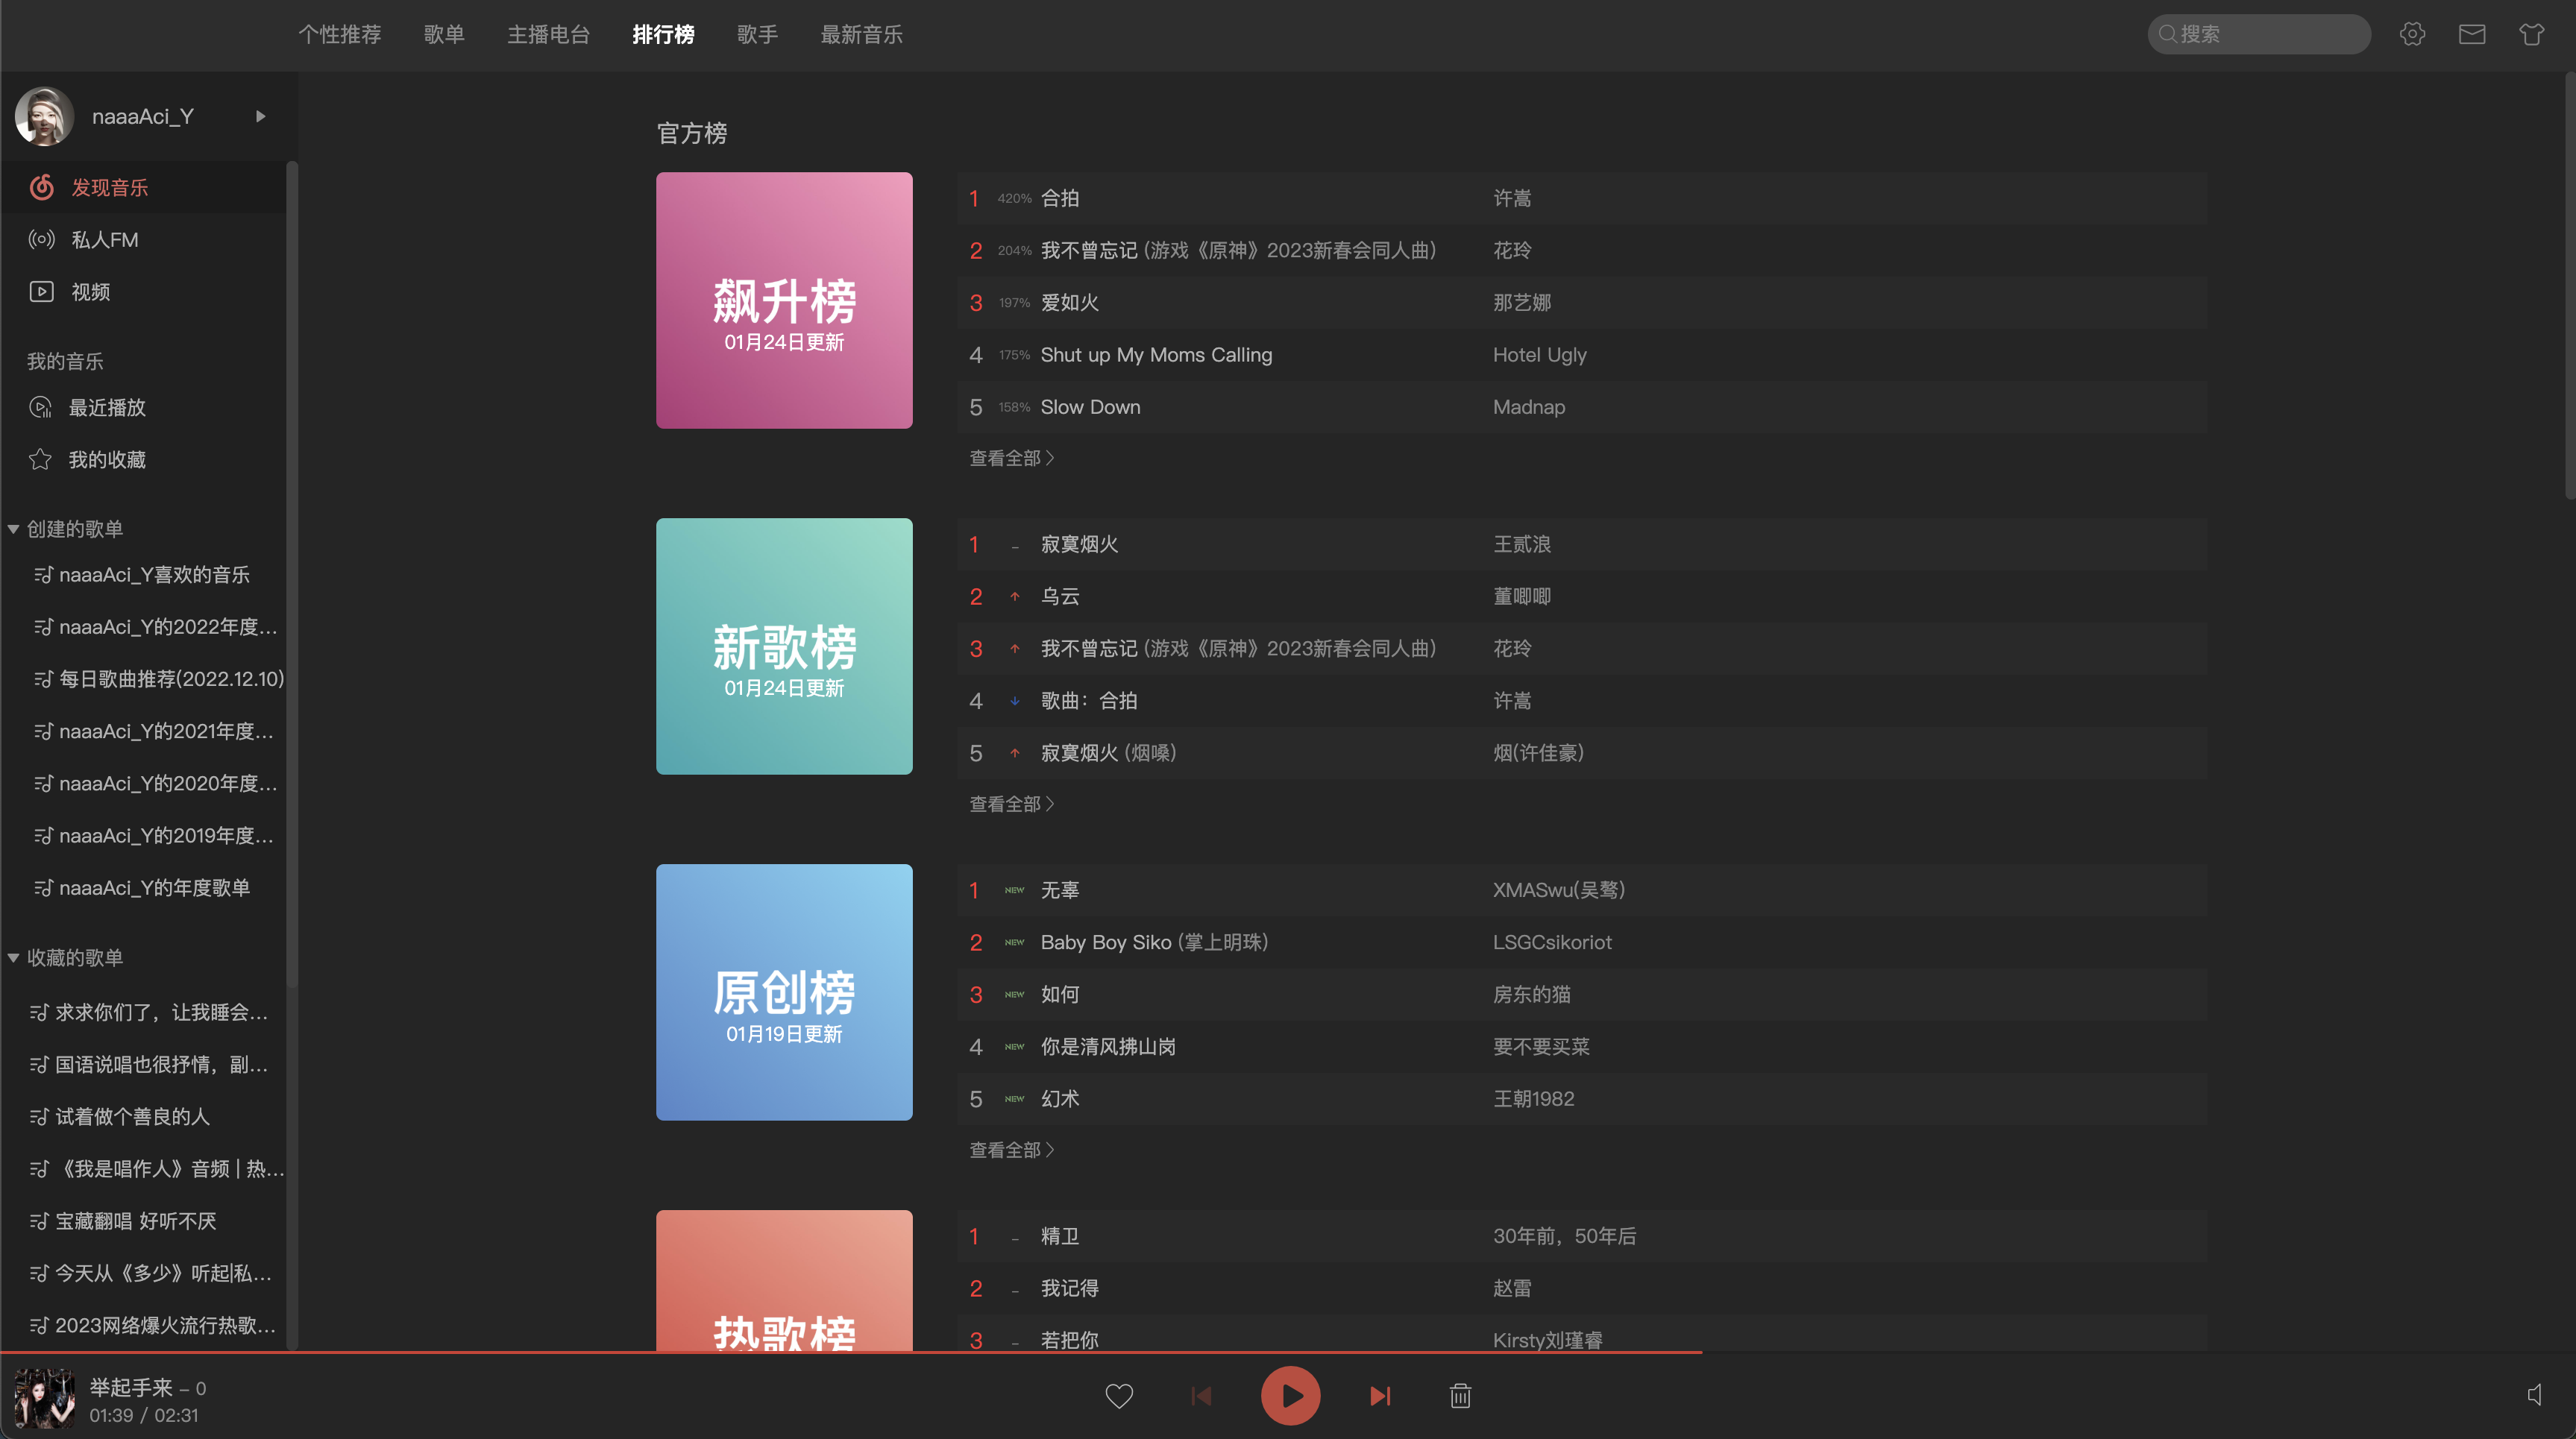 个性推荐 歌单 主播电台 排行榜 歌手 最新音乐 搜索
naaaAci_Y
发现音乐
私人FM
视频
我的音乐
最近播放
我的收藏
创建的歌单
naaaAci_Y喜欢的音乐
naaaAci_Y的2022年度...
每日歌曲推荐(2022.12.10)
naaaAci_Y的2021年度...
naaaAci_Y的2020年度...
naaaAci_Y的2019年度...
naaaAci_Y的年度歌单
收藏的歌单
求求你们了，让我睡会...
国语说唱也很抒情，副...
试着做个善良的人
《我是唱作人》音频 | 热...
宝藏翻唱 好听不厌
今天从《多少》听起|私...
2023网络爆火流行热歌...
官方榜
飙升榜
01月24日更新
1 420% 合拍 许嵩
2 204% 我不曾忘记 (游戏《原神》2023新春会同人曲) 花玲
3 197% 爱如火 那艺娜
4 175% Shut up My Moms Calling Hotel Ugly
5 158% Slow Down Madnap
查看全部
新歌榜
01月24日更新
1 - 寂寞烟火 王贰浪
2 乌云 董唧唧
3 我不曾忘记 (游戏《原神》2023新春会同人曲) 花玲
4 歌曲：合拍 许嵩
5 寂寞烟火 (烟嗓) 烟(许佳豪)
查看全部
原创榜
01月19日更新
1 NEW 无辜 XMASwu(吴骜)
2 NEW Baby Boy Siko (掌上明珠) LSGCsikoriot
3 NEW 如何 房东的猫
4 NEW 你是清风拂山岗 要不要买菜
5 NEW 幻术 王朝1982
查看全部
热歌榜
1 - 精卫 30年前，50年后
2 - 我记得 赵雷
3 - 若把你 Kirsty刘瑾睿
举起手来 – 0
01:39 / 02:31